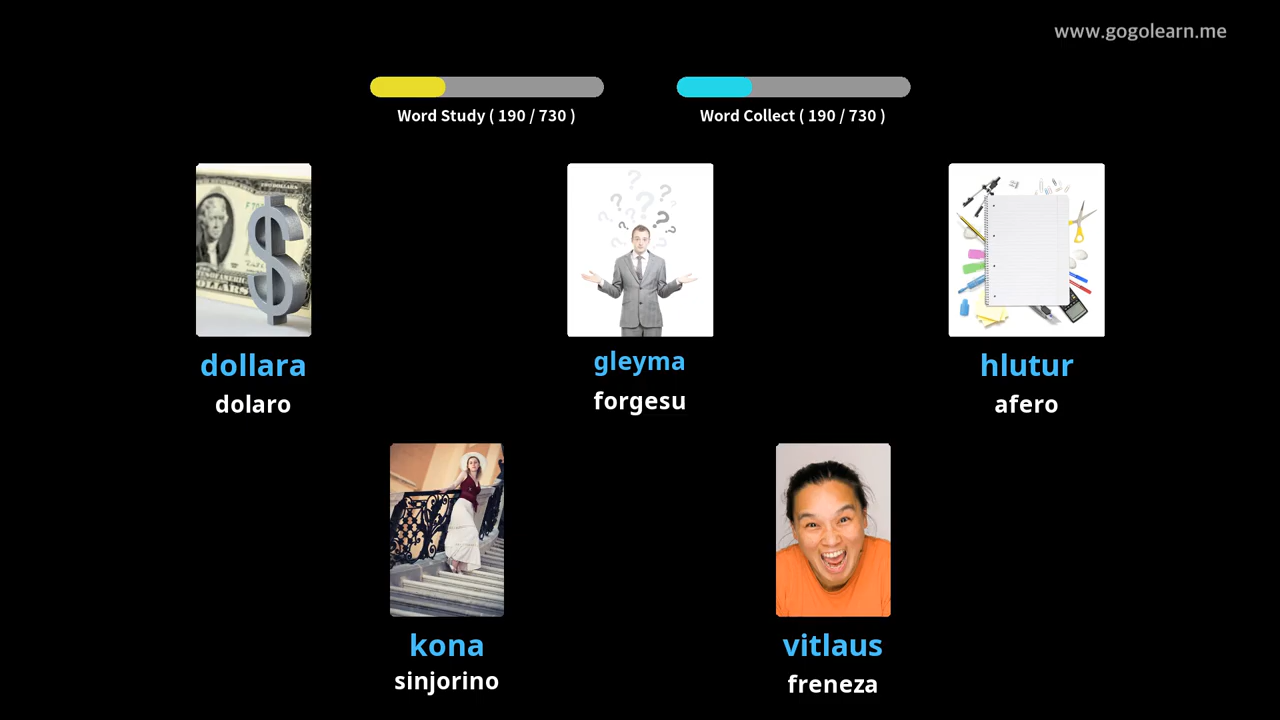 www.gogolearn.me
Word Study ( 190 / 730 )
Word Collect ( 190 / 730 )
dollara
dolaro
gleyma
forgesu
hlutur
afero
kona
sinjorino
vitlaus
freneza